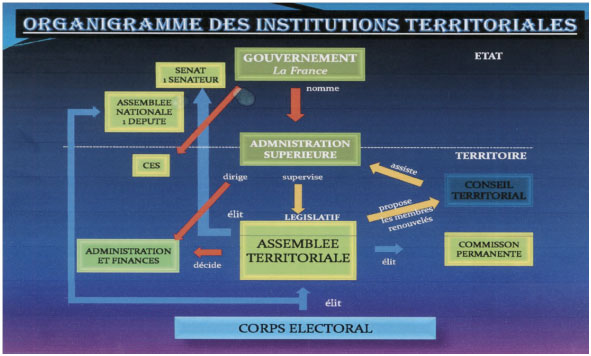 ORGANIGRAMME DES INSTITUTIONS TERRITORIALES
GOUVERNEMENT
La France
ETAT
SENAT
1 SENATEUR
nomme
ASSEMBLEE
NATIONALE
1 DEPUTE
ADMNISTRATION
SUPERIEURE
TERRITOIRE
CES
assiste
dirige
supervise
CONSEIL
TERRITORIAL
propose
les membres
renouvelés
élit
LEGISLATIF
ASSEMBLEE
TERRITORIALE
ADMINISTRATION
ET FINANCES
décide
élit
COMMISSON
PERMANENTE
élit
CORPS ELECTORAL